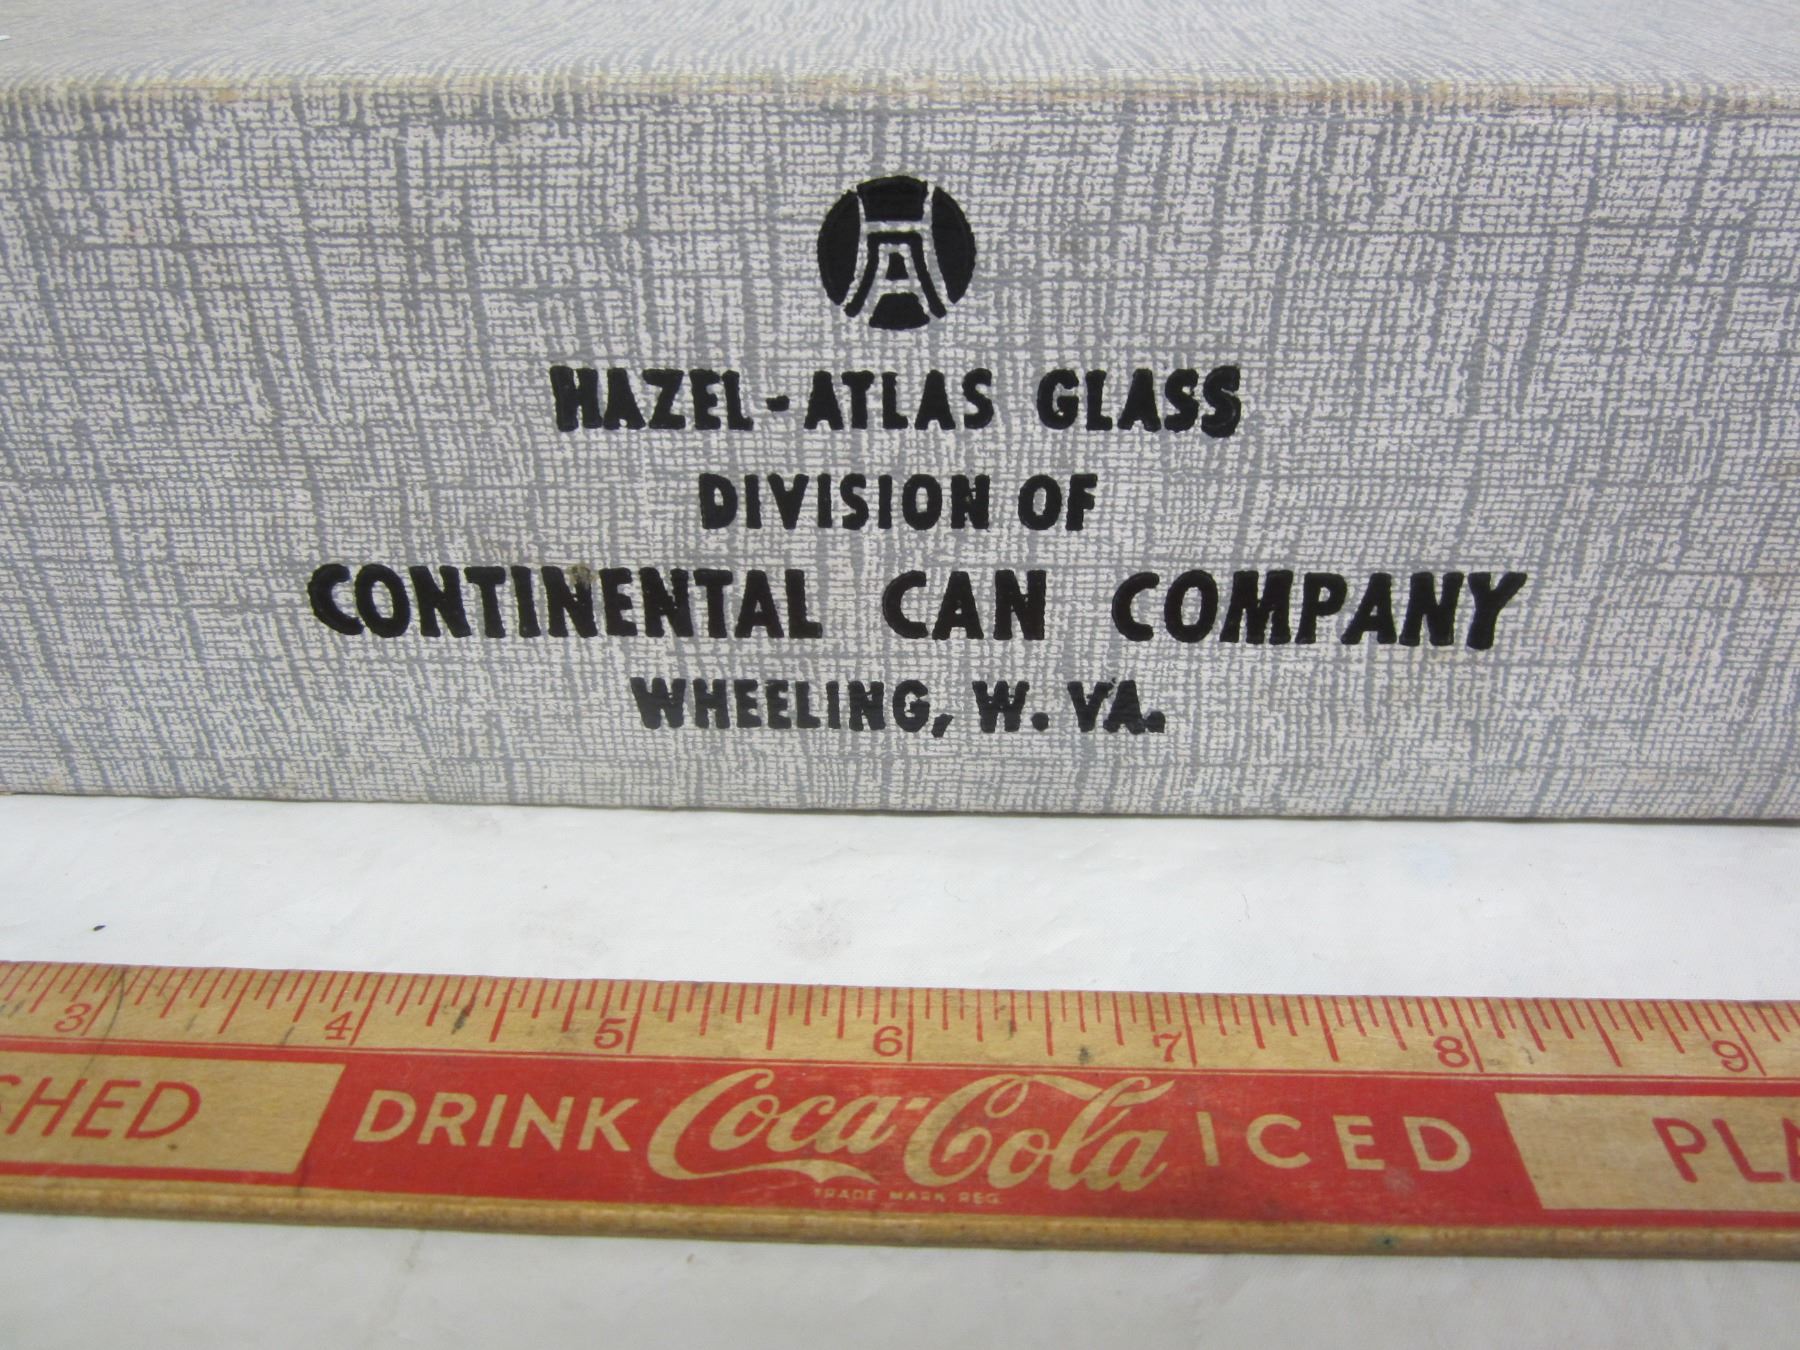 HA
HAZEL-ATLAS GLASS
DIVISION OF
CONTINENTAL CAN COMPANY
WHEELING, W. VA.
3 4 5 6 7 8 9
SHED DRINK Coca-Cola ICED PLA
TRADE MARK REG.